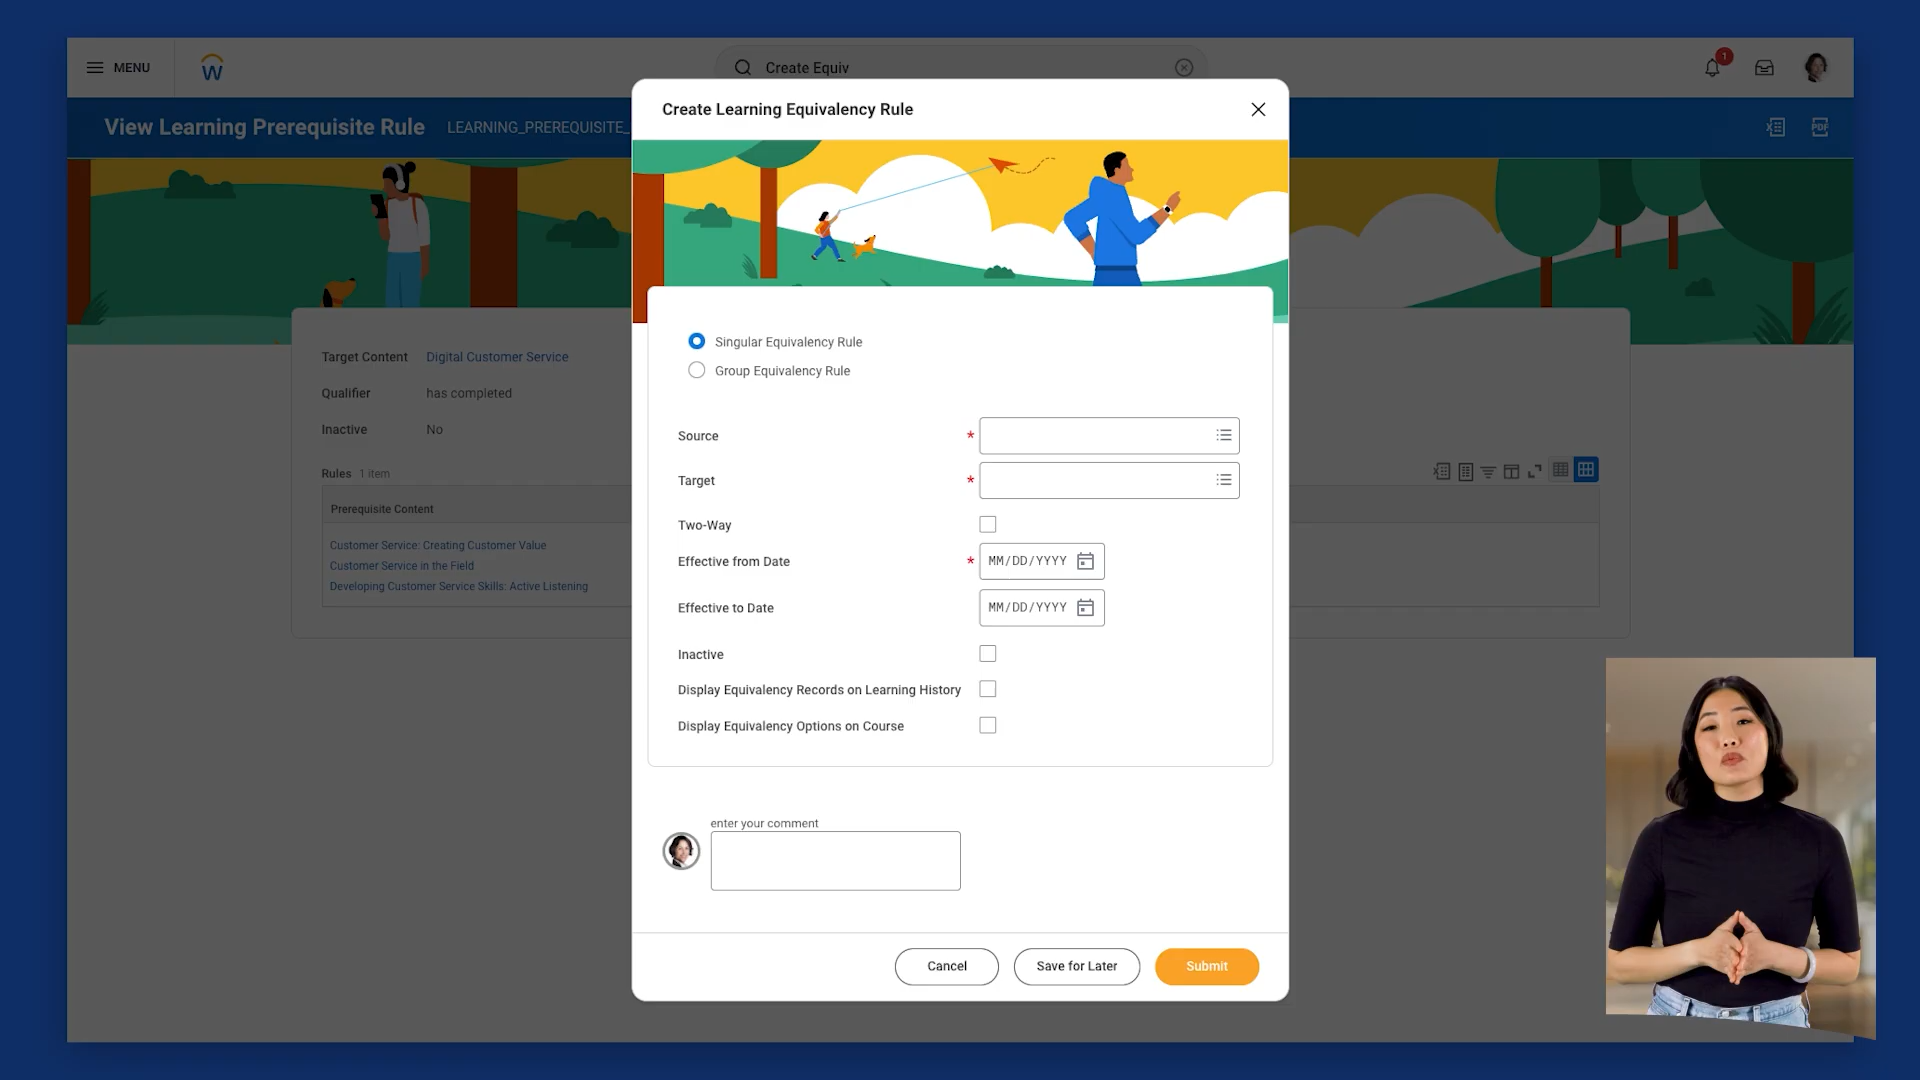 MENU
Create Equiv
1
View Learning Prerequisite Rule LEARNING_PREREQUISITE_
PDF
Target Content Digital Customer Service
Qualifier has completed
Inactive No
Rules 1 item
Prerequisite Content
Customer Service: Creating Customer Value
Customer Service in the Field
Developing Customer Service Skills: Active Listening
Create Learning Equivalency Rule
Singular Equivalency Rule
Group Equivalency Rule
Source *
Target *
Two-Way
Effective from Date * MM/DD/YYYY
Effective to Date MM/DD/YYYY
Inactive
Display Equivalency Records on Learning History
Display Equivalency Options on Course
enter your comment
Cancel Save for Later Submit